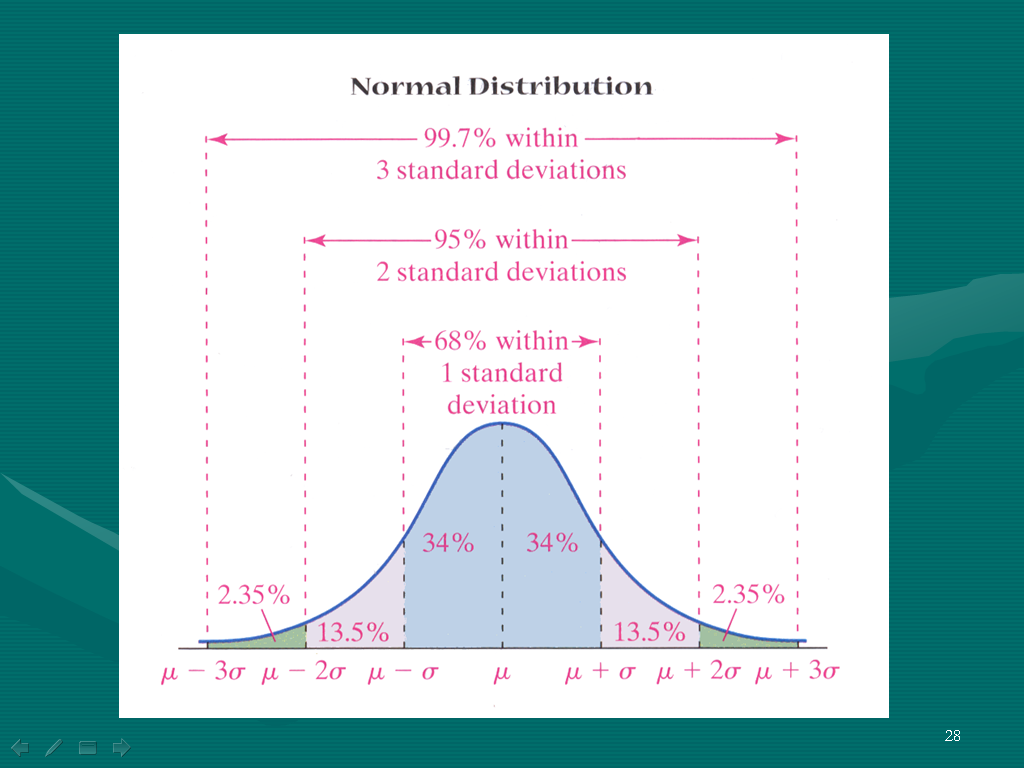 Normal Distribution
99.7% within
3 standard deviations
95% within
2 standard deviations
68% within
1 standard
deviation
34% 34%
2.35% 2.35%
13.5% 13.5%
μ − 3σ μ − 2σ μ − σ μ μ + σ μ + 2σ μ + 3σ
28